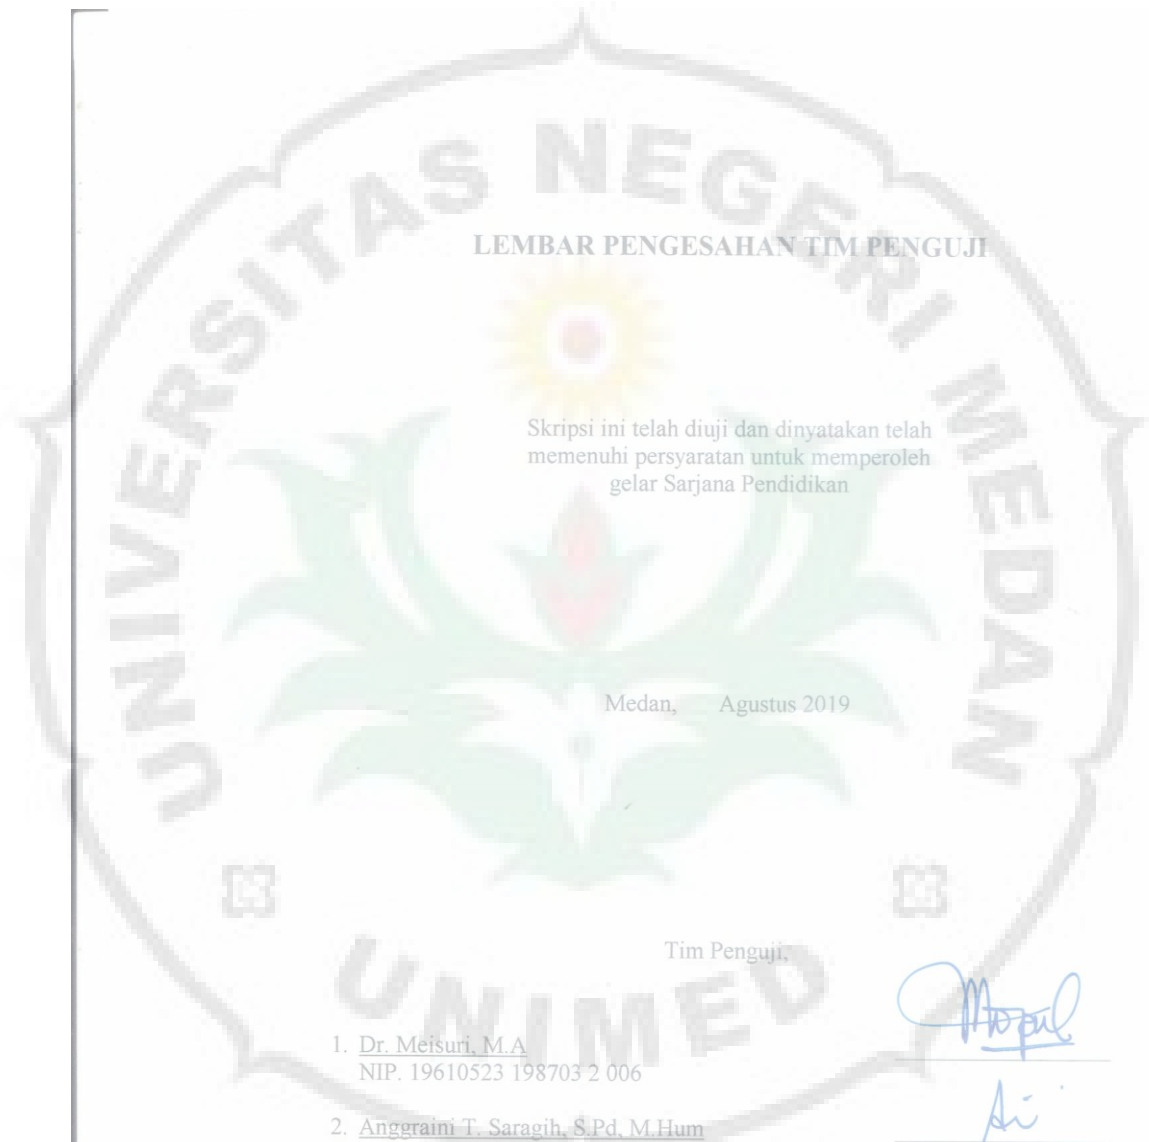 UNIVERSITAS NEGERI MEDAN
LEMBAR PENGESAHAN TIM PENGUJI
Skripsi ini telah diuji dan dinyatakan telah
memenuhi persyaratan untuk memperoleh
gelar Sarjana Pendidikan
Medan, Agustus 2019
Tim Penguji,
UNIMED
1. Dr. Meisuri, M.A
NIP. 19610523 198703 2 006
2. Anggraini T. Saragih, S.Pd, M.Hum